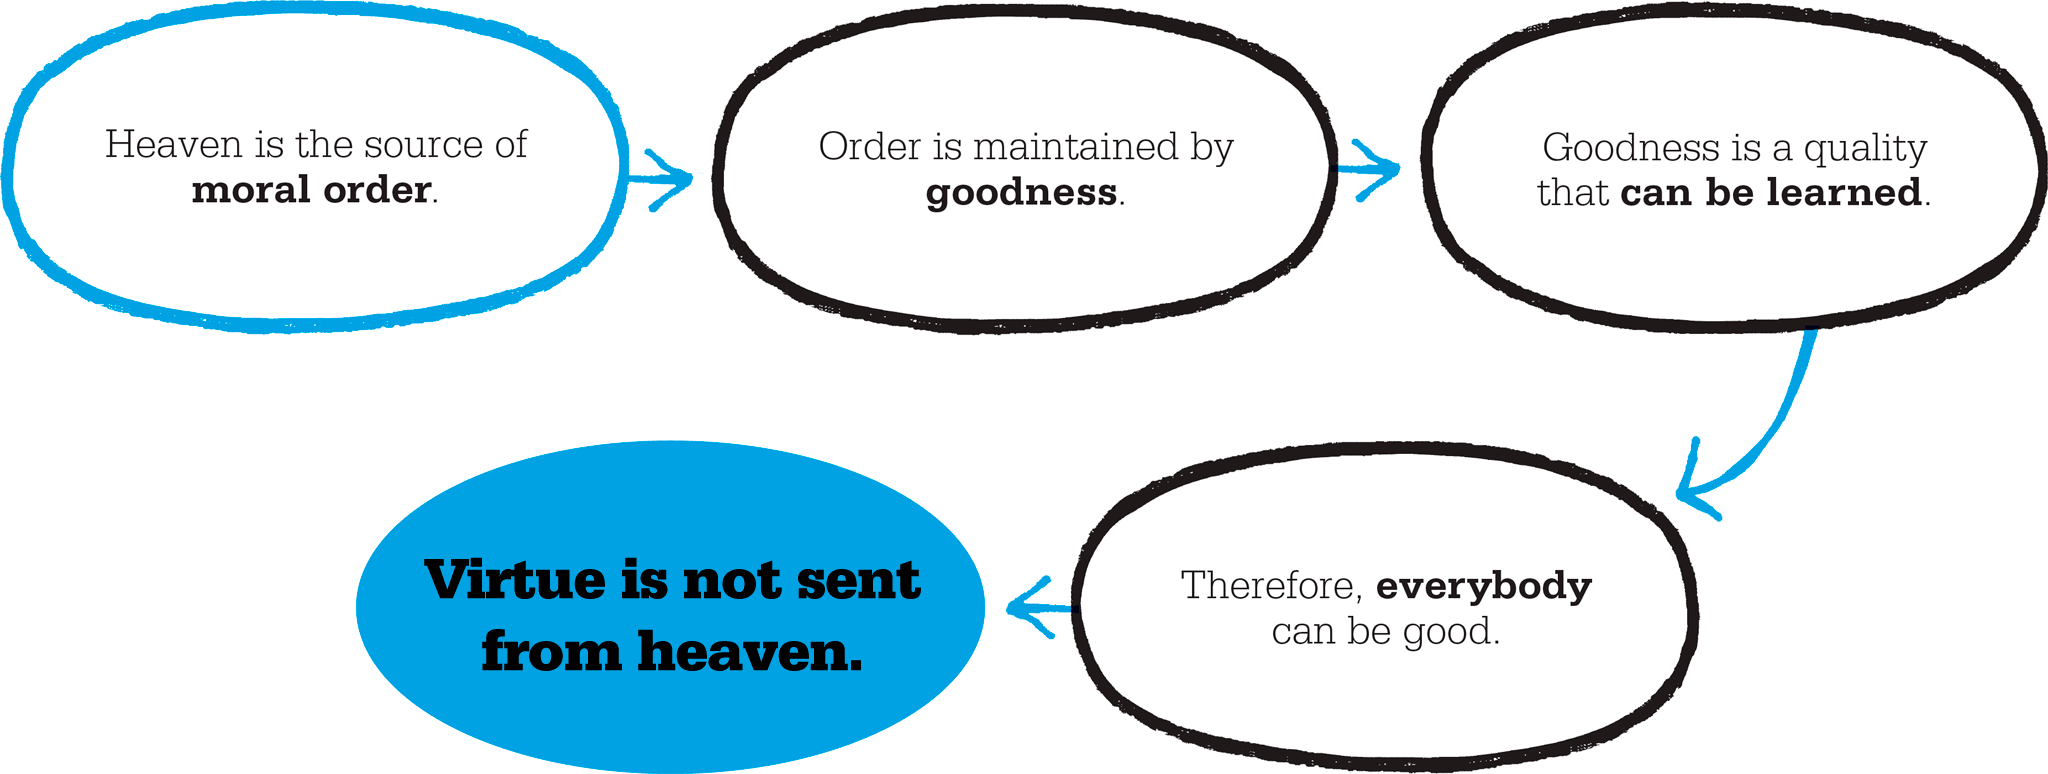 Heaven is the source of
moral order.
Order is maintained by
goodness.
Goodness is a quality
that can be learned.
Therefore, everybody
can be good.
Virtue is not sent
from heaven.